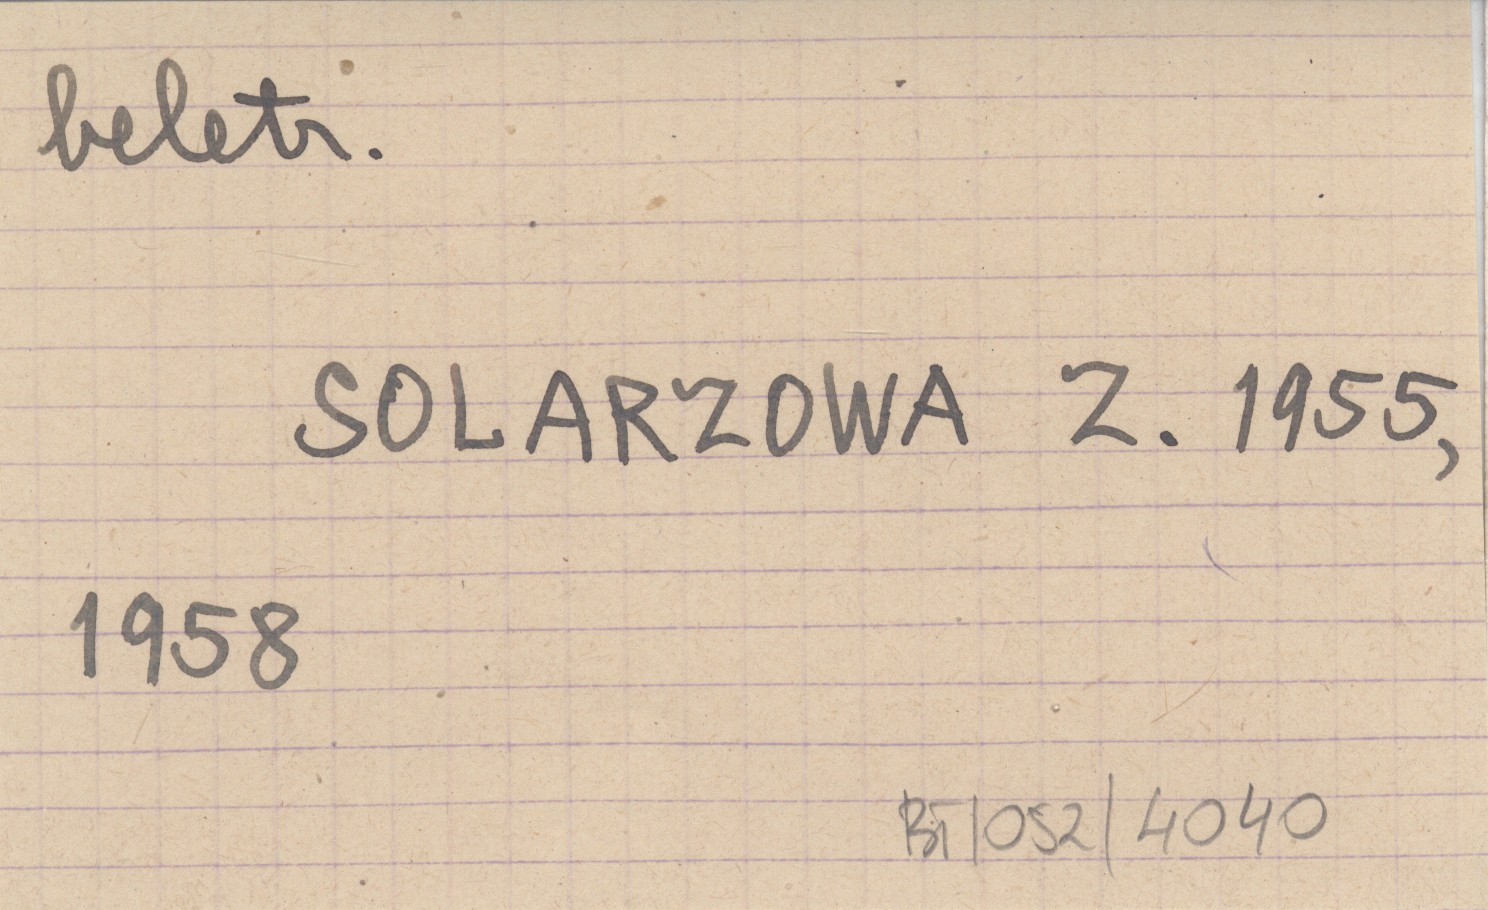 beletr.
SOLARZOWA Z. 1955,
1958
BT/052/4040